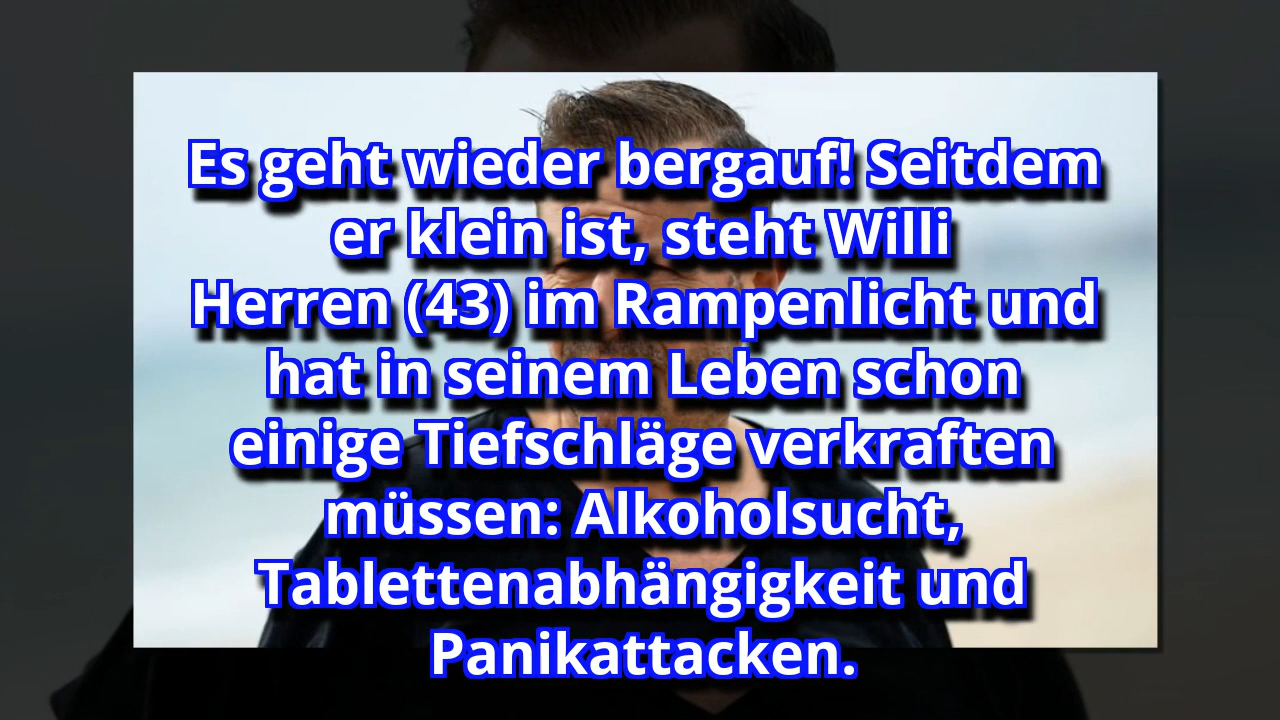 Es geht wieder bergauf! Seitdem
er klein ist, steht Willi
Herren (43) im Rampenlicht und
hat in seinem Leben schon
einige Tiefschläge verkraften
müssen: Alkoholsucht,
Tablettenabhängigkeit und
Panikattacken.